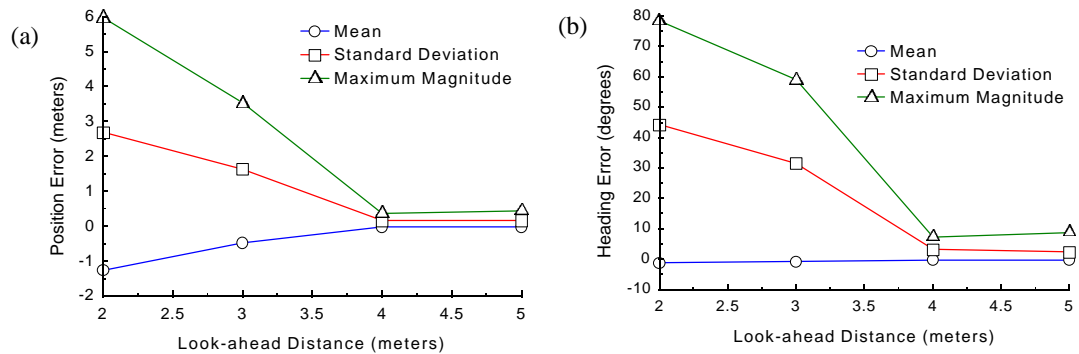 (a)
Position Error (meters)
6
5
4
3
2
1
0
-1
-2
Mean
Standard Deviation
Maximum Magnitude
2 2.5 3 3.5 4 4.5 5
Look-ahead Distance (meters)
(b)
Heading Error (degrees)
80
70
60
50
40
30
20
10
0
-10
Mean
Standard Deviation
Maximum Magnitude
2 2.5 3 3.5 4 4.5 5
Look-ahead Distance (meters)